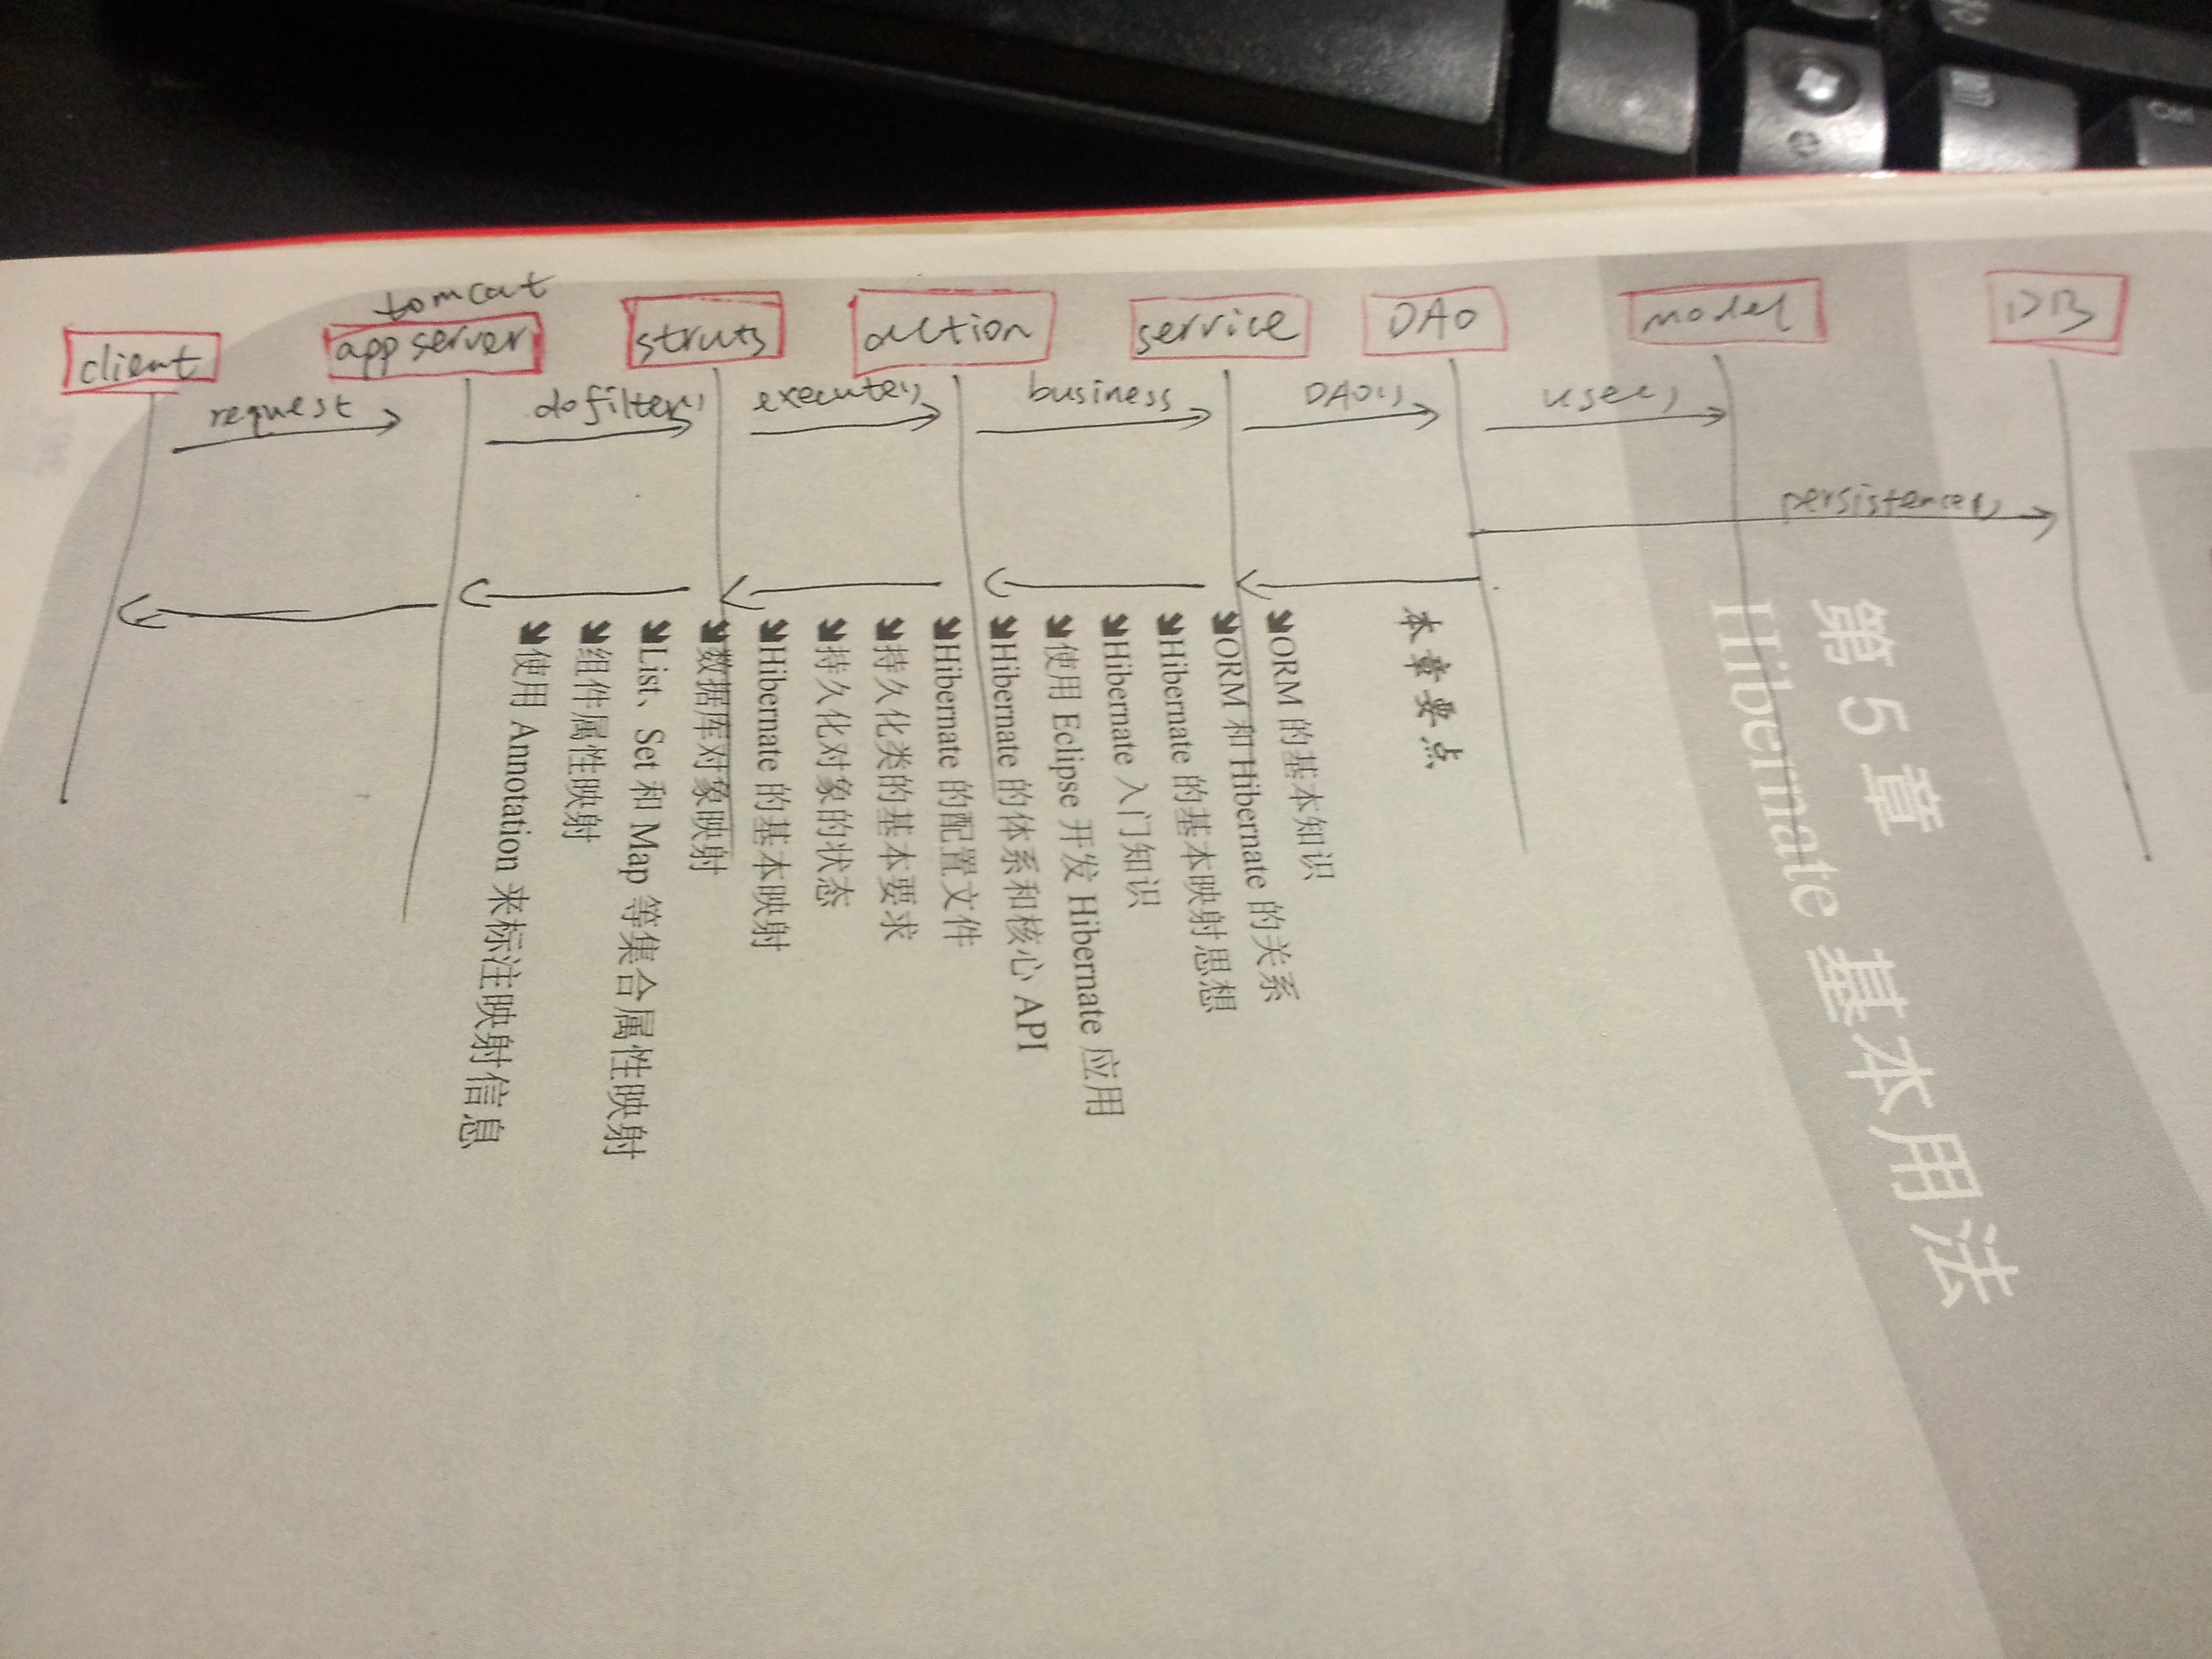 tomcat
client
app server
struts
action
service
DAO
model
DB
request
dofilter()
execute()
business
DAO()
use()
persistence()
第 5 章
Hibernate 基本用法
本章要点
ORM 的基本知识
ORM 和 Hibernate 的关系
Hibernate 的基本映射思想
Hibernate 入门知识
使用 Eclipse 开发 Hibernate 应用
Hibernate 的体系和核心 API
Hibernate 的配置文件
持久化类的基本要求
持久化对象的状态
Hibernate 的基本映射
数据库对象映射
List、Set 和 Map 等集合属性映射
组件属性映射
使用 Annotation 来标注映射信息